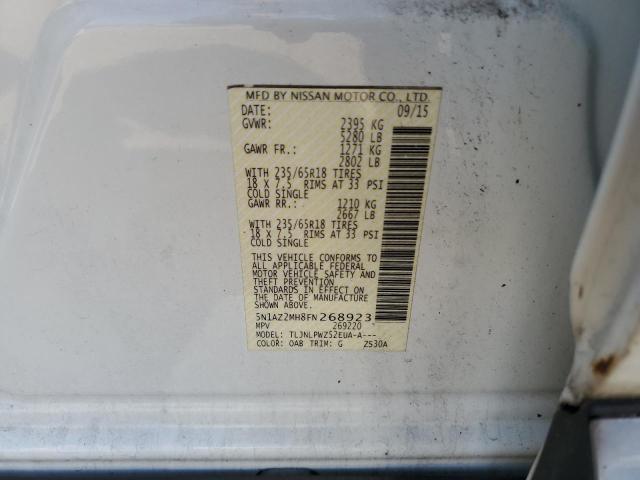 MFD BY NISSAN MOTOR CO., LTD.
DATE: 09/15
GVWR: 2395 KG
5280 LB
GAWR FR.: 1271 KG
2802 LB
WITH 235/65R18 TIRES
18 X 7.5 RIMS AT 33 PSI
COLD SINGLE
GAWR RR.: 1210 KG
2667 LB
WITH 235/65R18 TIRES
18 X 7.5 RIMS AT 33 PSI
COLD SINGLE
THIS VEHICLE CONFORMS TO
ALL APPLICABLE FEDERAL
MOTOR VEHICLE SAFETY AND
THEFT PREVENTION
STANDARDS IN EFFECT ON
THE DATE OF MANUFACTURE
SHOWN ABOVE.
5N1AZ2MH8FN268923
MPV 269220
MODEL: TLJNLPWZ52EUA-A---
COLOR: QAB TRIM: G Z530A